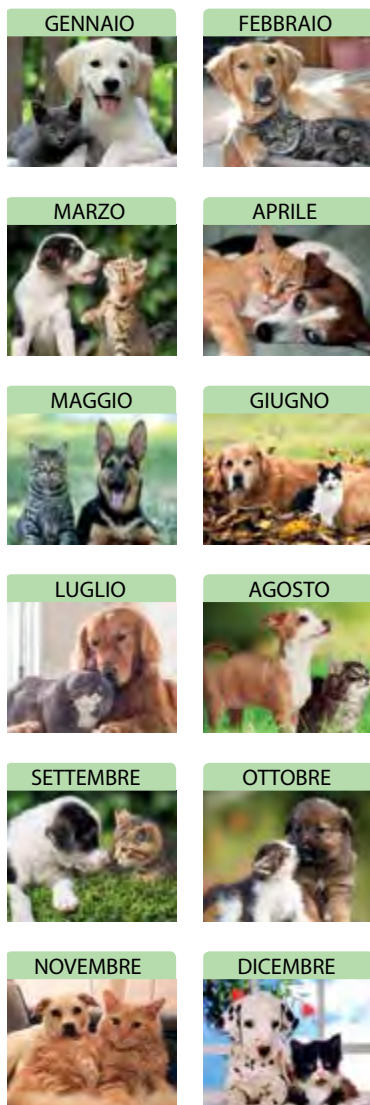 GENNAIO
FEBBRAIO
MARZO
APRILE
MAGGIO
GIUGNO
LUGLIO
AGOSTO
SETTEMBRE
OTTOBRE
NOVEMBRE
DICEMBRE